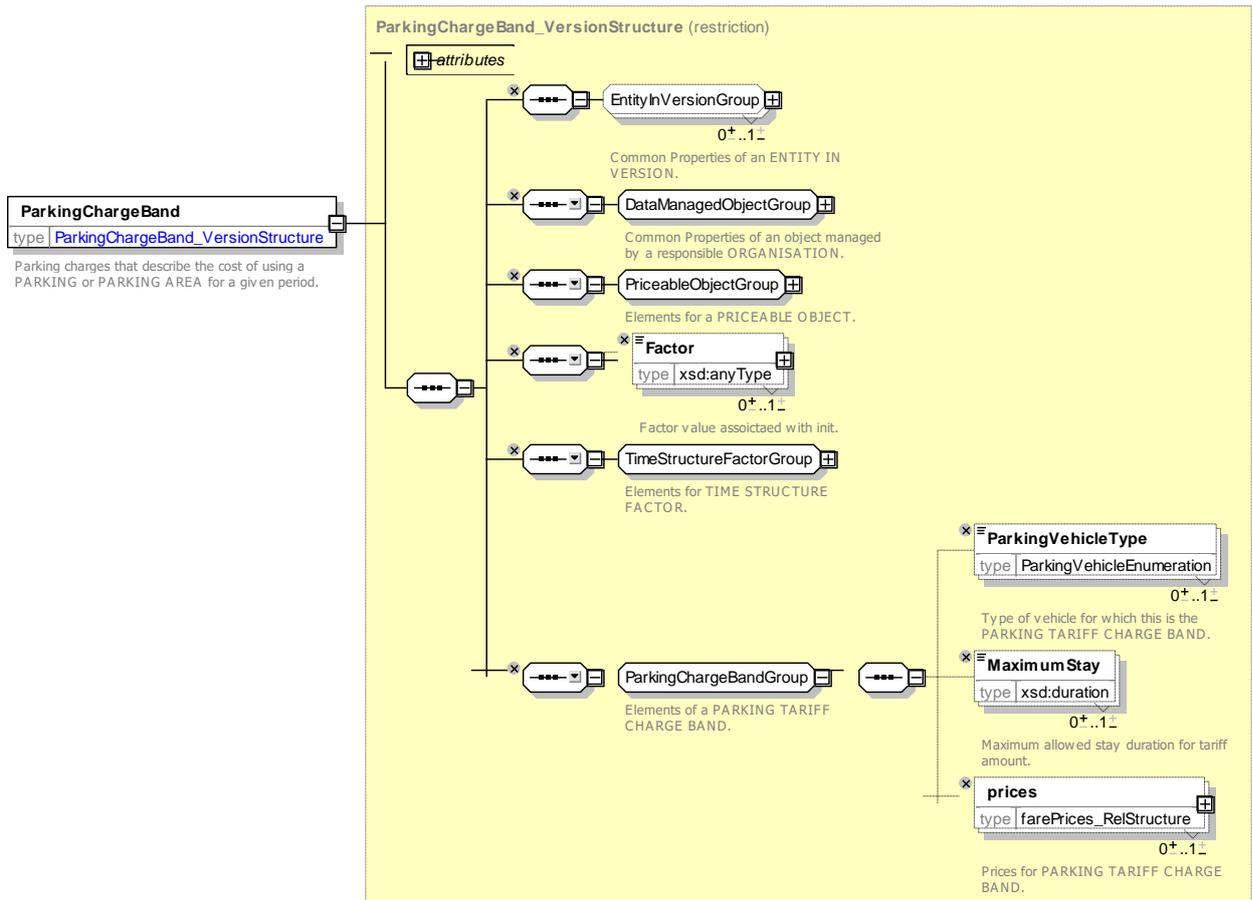 ParkingChargeBand_VersionStructure (restriction)
attributes
EntityInVersionGroup
0+..1+
Common Properties of an ENTITY IN
VERSION.
ParkingChargeBand
type ParkingChargeBand_VersionStructure
Parking charges that describe the cost of using a
PARKING or PARKING AREA for a given period.
DataManagedObjectGroup
Common Properties of an object managed
by a responsible ORGANISATION.
PriceableObjectGroup
Elements for a PRICEABLE OBJECT.
Factor
type xsd:anyType
0+..1+
Factor value assoictaed with init.
TimeStructureFactorGroup
Elements for TIME STRUCTURE
FACTOR.
ParkingVehicleType
type ParkingVehicleEnumeration
0+..1+
Type of vehicle for which this is the
PARKING TARIFF CHARGE BAND.
ParkingChargeBandGroup
Elements of a PARKING TARIFF
CHARGE BAND.
MaximumStay
type xsd:duration
0+..1+
Maximum allowed stay duration for tariff
amount.
prices
type farePrices_RelStructure
0+..1+
Prices for PARKING TARIFF CHARGE
BAND.